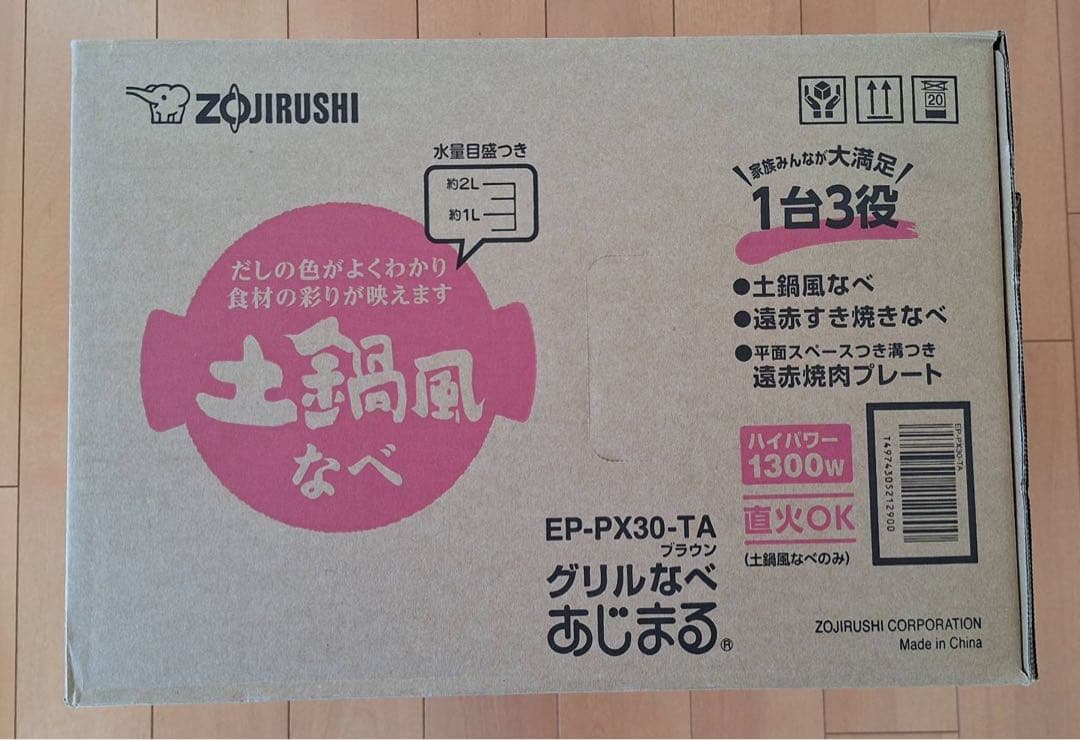 ZOJIRUSHI
20
水量目盛つき
約2L
約1L
だしの色がよくわかり
食材の彩りが映えます
土鍋風
なべ
家族みんなが大満足
1台3役
●土鍋風なべ
●遠赤すき焼きなべ
●平面スペースつき溝つき
遠赤焼肉プレート
ハイパワー
1300W
直火OK
(土鍋風なべのみ)
EP-PX30-TA
T4974305212900
EP-PX30-TA
ブラウン
グリルなべ
あじまる®
ZOJIRUSHI CORPORATION
Made in China